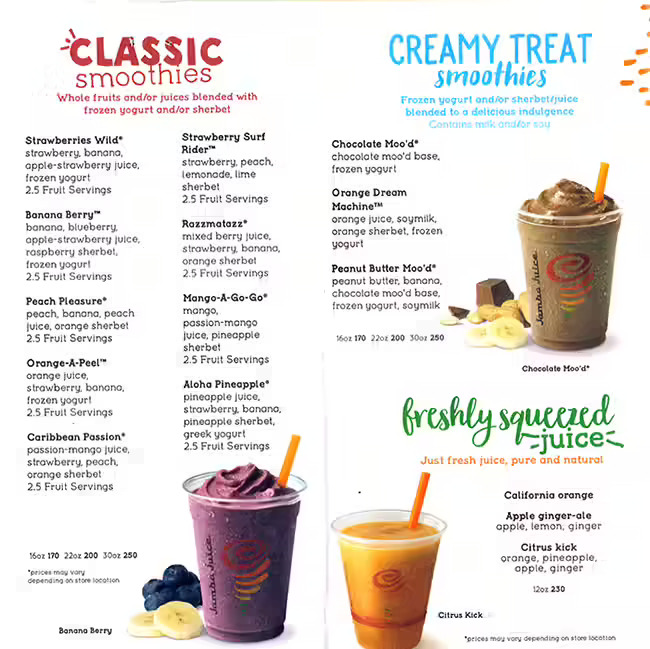 CLASSIC
smoothies
Whole fruits and/or juices blended with
frozen yogurt and/or sherbet
Strawberries Wild®
strawberry, banana,
apple-strawberry juice,
frozen yogurt
2.5 Fruit Servings
Banana Berry™
banana, blueberry,
apple-strawberry juice,
raspberry sherbet,
frozen yogurt
2.5 Fruit Servings
Peach Pleasure®
peach, banana, peach
juice, orange sherbet
2.5 Fruit Servings
Orange-A-Peel™
orange juice,
strawberry, banana,
frozen yogurt
2.5 Fruit Servings
Caribbean Passion®
passion-mango juice,
strawberry, peach,
orange sherbet
2.5 Fruit Servings
Strawberry Surf
Rider™
strawberry, peach,
lemonade, lime
sherbet
2.5 Fruit Servings
Razzmatazz®
mixed berry juice,
strawberry, banana,
orange sherbet
2.5 Fruit Servings
Mango-A-Go-Go®
mango,
passion-mango
juice, pineapple
sherbet
2.5 Fruit Servings
Aloha Pineapple®
pineapple juice,
strawberry, banana,
pineapple sherbet,
greek yogurt
2.5 Fruit Servings
16oz 170 22oz 200 30oz 250
*prices may vary
depending on store location
Jamba Juice
Banana Berry
CREAMY TREAT
smoothies
Frozen yogurt and/or sherbet/juice
blended to a delicious indulgence
Contains milk and/or soy
Chocolate Moo'd®
chocolate moo'd base,
frozen yogurt
Orange Dream
Machine™
orange juice, soymilk,
orange sherbet, frozen
yogurt
Peanut Butter Moo'd®
peanut butter, banana,
chocolate moo'd base,
frozen yogurt, soymilk
16oz 170 22oz 200 30oz 250
Jamba Juice
Chocolate Moo'd®
freshly squeezed
juice
Just fresh juice, pure and natural
California orange
Apple ginger-ale
apple, lemon, ginger
Citrus kick
orange, pineapple,
apple, ginger
12oz 230
Citrus Kick
*prices may vary depending on store location